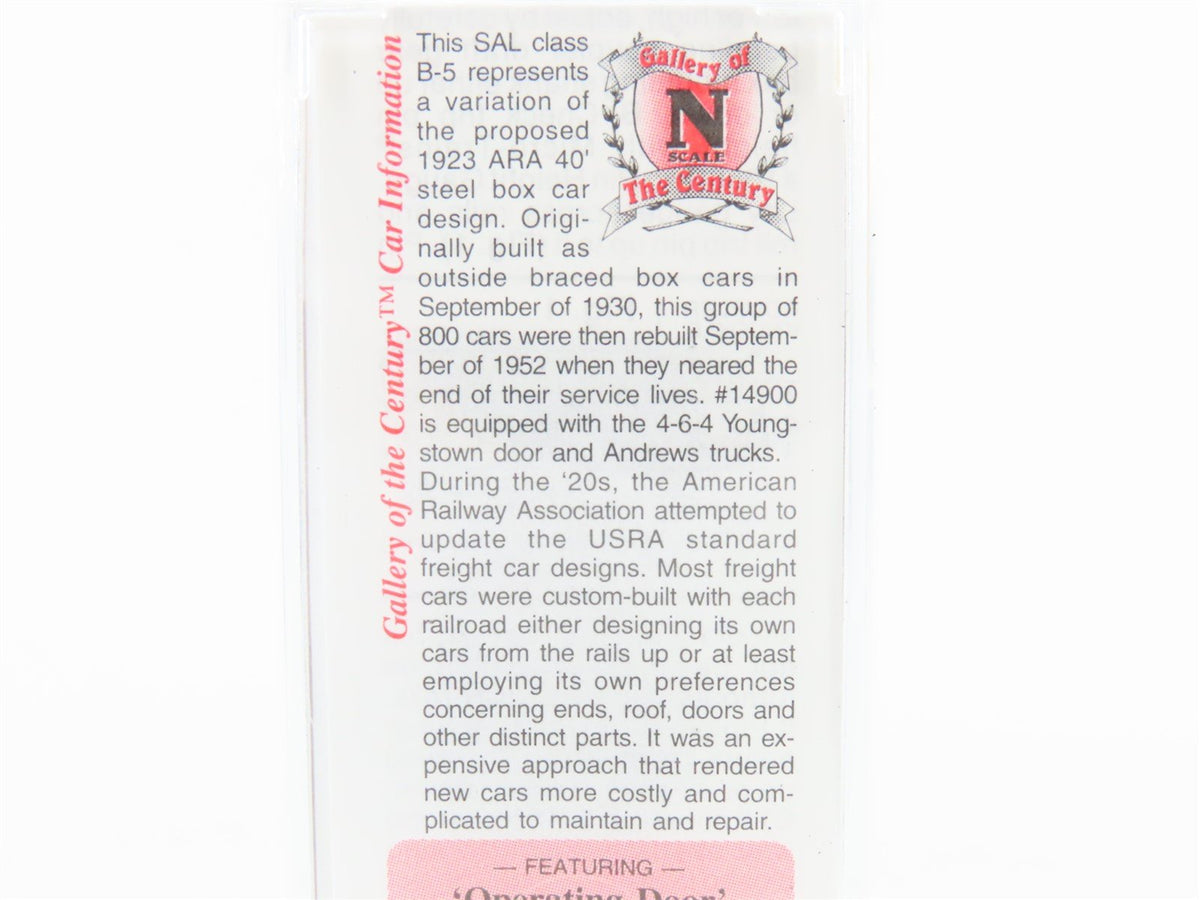 Gallery of the Century™ Car Information
Gallery of
N
SCALE
The Century
This SAL class
B-5 represents
a variation of
the proposed
1923 ARA 40'
steel box car
design. Origi-
nally built as
outside braced box cars in
September of 1930, this group of
800 cars were then rebuilt Septem-
ber of 1952 when they neared the
end of their service lives. #14900
is equipped with the 4-6-4 Young-
stown door and Andrews trucks.
During the ‘20s, the American
Railway Association attempted to
update the USRA standard
freight car designs. Most freight
cars were custom-built with each
railroad either designing its own
cars from the rails up or at least
employing its own preferences
concerning ends, roof, doors and
other distinct parts. It was an ex-
pensive approach that rendered
new cars more costly and com-
plicated to maintain and repair.
— FEATURING —
‘Operating Door’